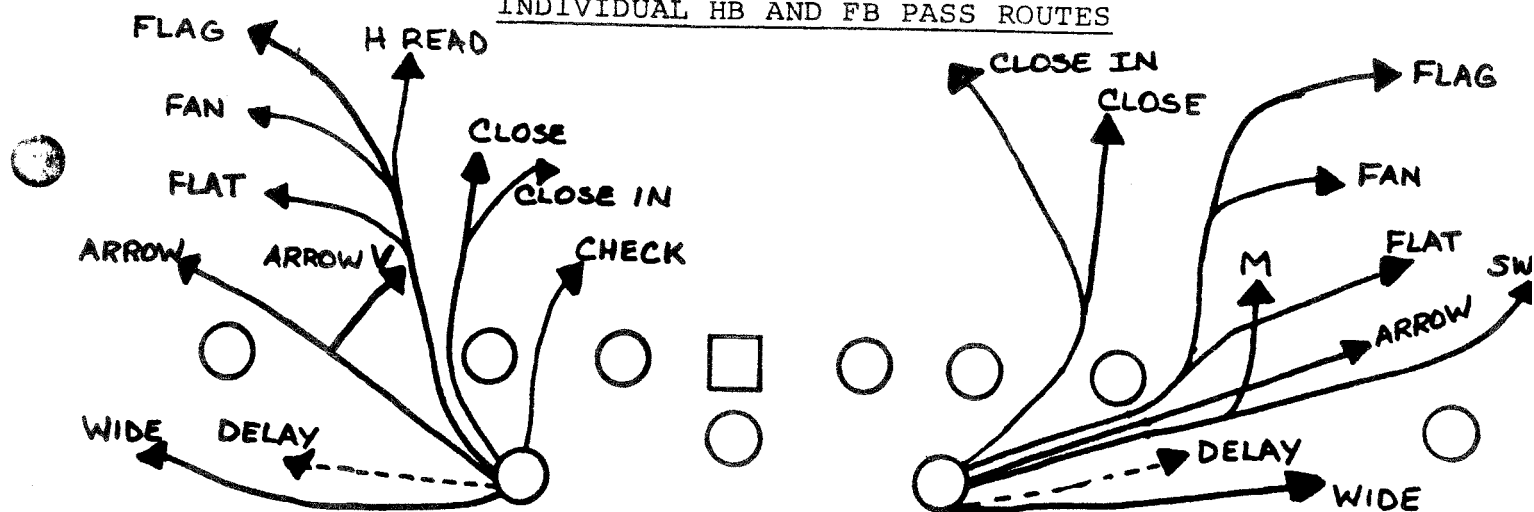 INDIVIDUAL HB AND FB PASS ROUTES
FLAG
H READ
FAN
CLOSE
FLAT
CLOSE IN
ARROW
ARROW V
CHECK
WIDE
DELAY
CLOSE IN
CLOSE
FLAG
FAN
FLAT
M
SW
ARROW
DELAY
WIDE